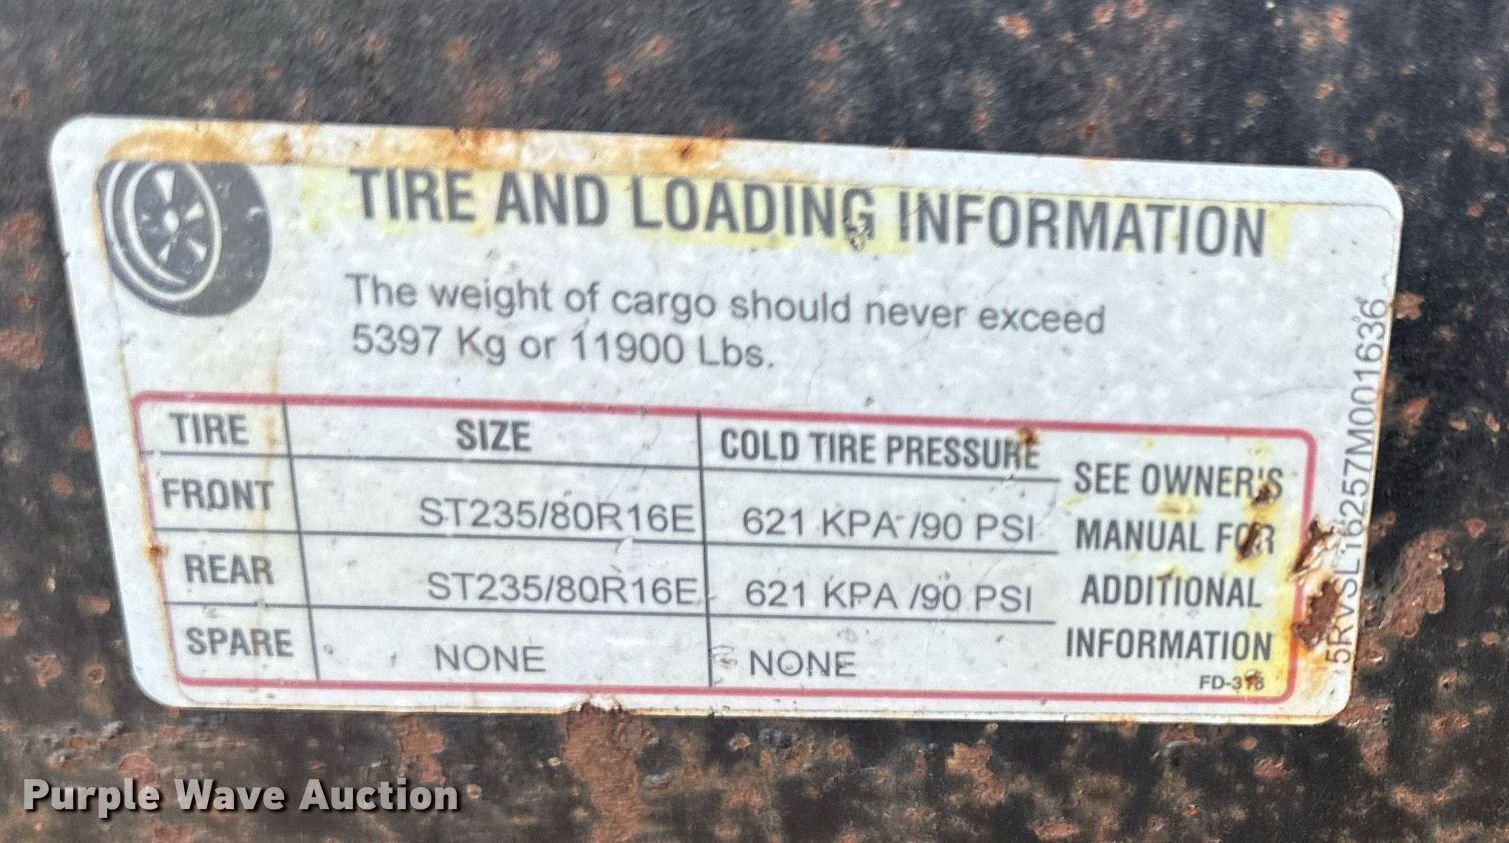 TIRE AND LOADING INFORMATION
The weight of cargo should never exceed
5397 Kg or 11900 Lbs.
TIRE SIZE COLD TIRE PRESSURE SEE OWNER'S
FRONT ST235/80R16E 621 KPA /90 PSI MANUAL FOR
REAR ST235/80R16E 621 KPA /90 PSI ADDITIONAL
SPARE NONE NONE INFORMATION
Purple Wave Auction